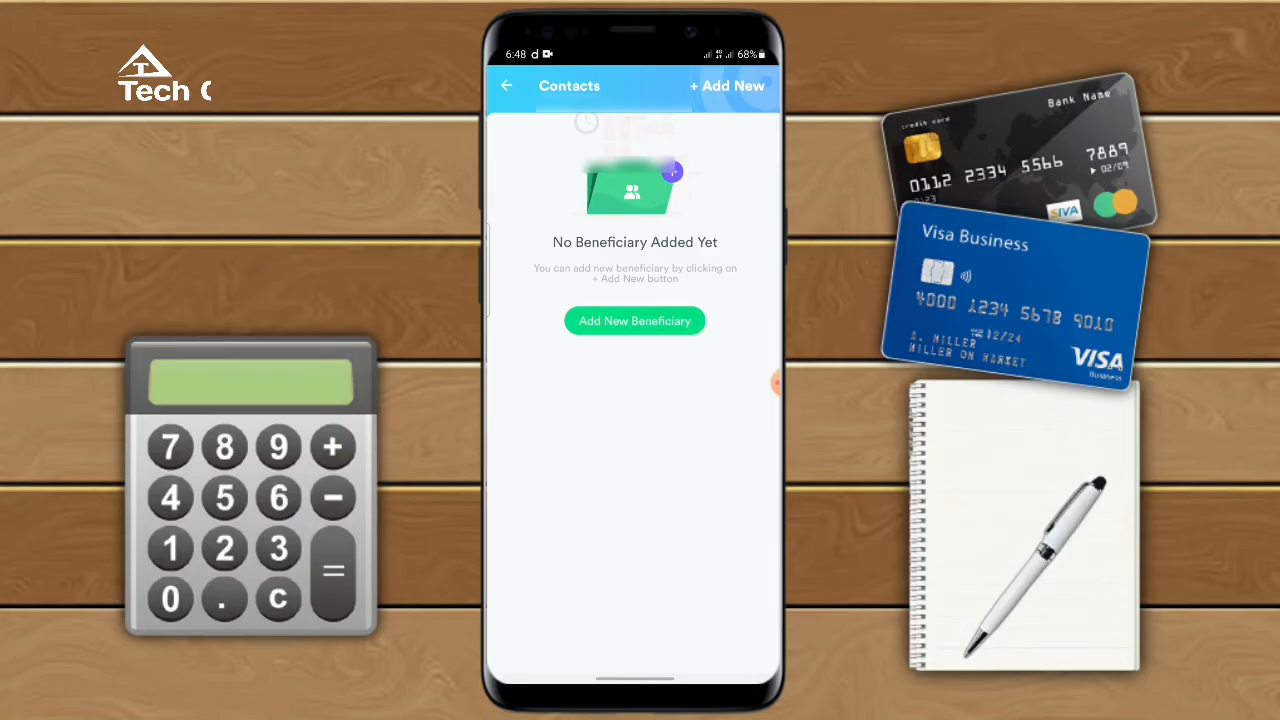 Tech
6:48 68%
Contacts
+ Add New
No Beneficiary Added Yet
You can add new beneficiary by clicking on
+ Add New button
Add New Beneficiary
credit card
Bank Name
0112 2334 5566 7889
02/09
0123
SIVA
Visa Business
4000 1234 5678 9010
12/24
A. MILLER
MILLER ON MARKET
VISA
Business
7 8 9 +
4 5 6 −
1 2 3 =
0 . C